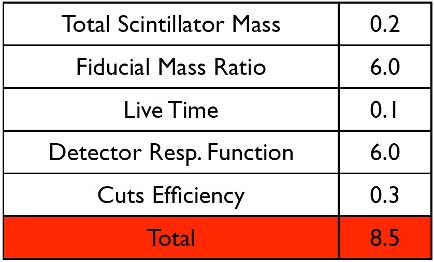 Total Scintillator Mass 0.2
Fiducial Mass Ratio 6.0
Live Time 0.1
Detector Resp. Function 6.0
Cuts Efficiency 0.3
Total 8.5